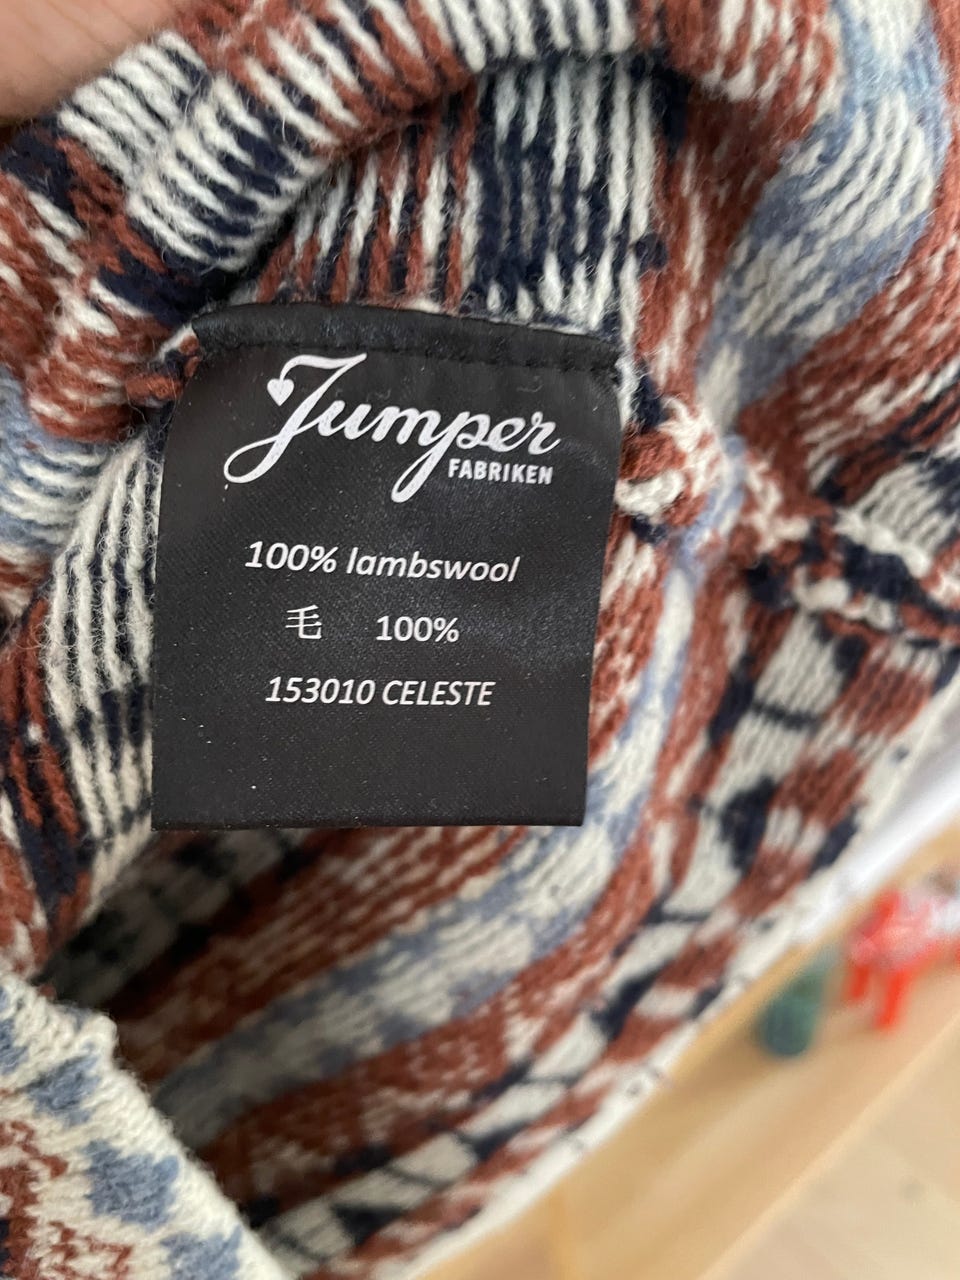 Jumper
FABRIKEN
100% lambswool
毛 100%
153010 CELESTE